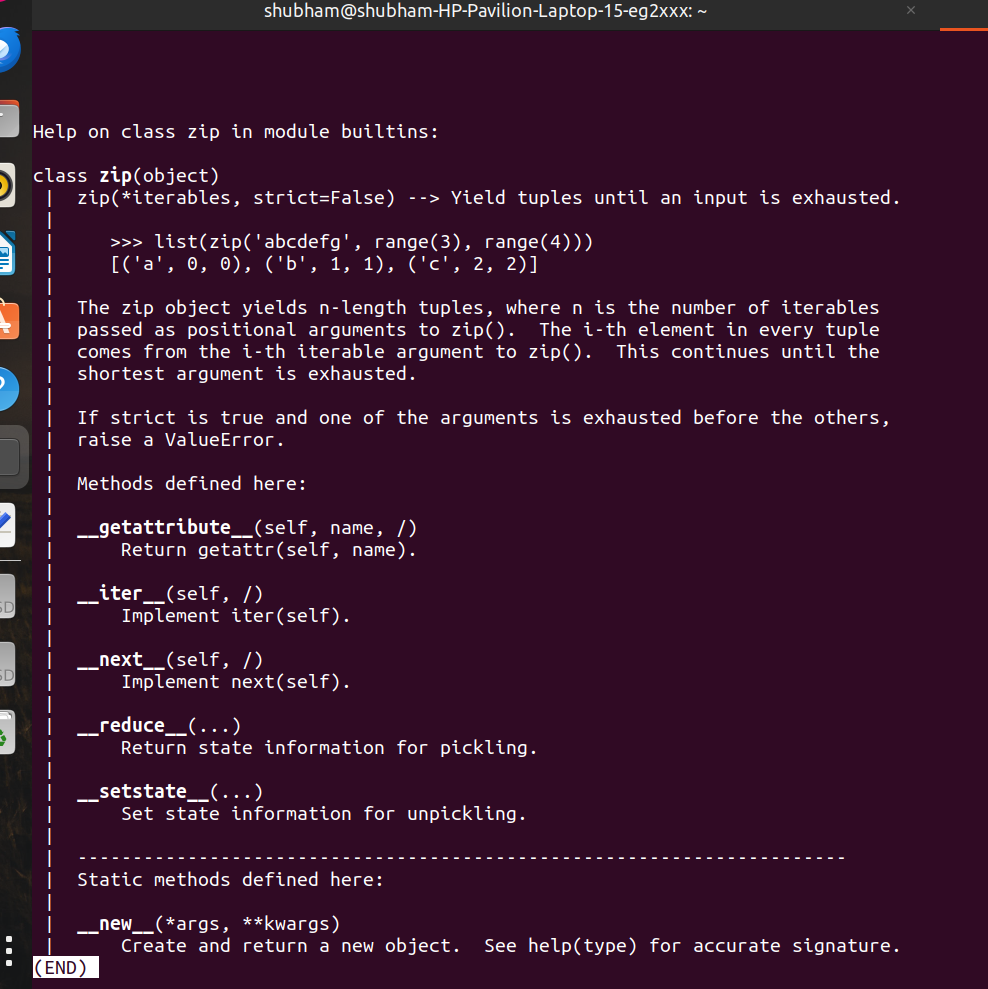 shubham@shubham-HP-Pavilion-Laptop-15-eg2xxx: ~ ×
Help on class zip in module builtins:
class zip(object)
 |  zip(*iterables, strict=False) --> Yield tuples until an input is exhausted.
 |
 |     >>> list(zip('abcdefg', range(3), range(4)))
 |     [('a', 0, 0), ('b', 1, 1), ('c', 2, 2)]
 |
 |  The zip object yields n-length tuples, where n is the number of iterables
 |  passed as positional arguments to zip().  The i-th element in every tuple
 |  comes from the i-th iterable argument to zip().  This continues until the
 |  shortest argument is exhausted.
 |
 |  If strict is true and one of the arguments is exhausted before the others,
 |  raise a ValueError.
 |
 |  Methods defined here:
 |
 |  __getattribute__(self, name, /)
 |      Return getattr(self, name).
 |
 |  __iter__(self, /)
 |      Implement iter(self).
 |
 |  __next__(self, /)
 |      Implement next(self).
 |
 |  __reduce__(...)
 |      Return state information for pickling.
 |
 |  __setstate__(...)
 |      Set state information for unpickling.
 |
 |  ----------------------------------------------------------------------
 |  Static methods defined here:
 |
 |  __new__(*args, **kwargs)
 |      Create and return a new object.  See help(type) for accurate signature.
(END)